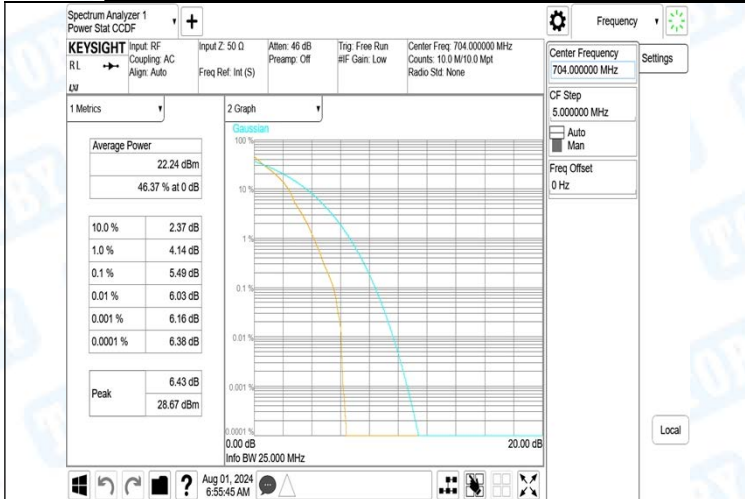 Spectrum Analyzer 1
Power Stat CCDF
Frequency
KEYSIGHT
RL
Input: RF
Coupling: AC
Align: Auto
Input Z: 50 Ω
Freq Ref: Int (S)
Atten: 46 dB
Preamp: Off
Trig: Free Run
#IF Gain: Low
Center Freq: 704.000000 MHz
Counts: 10.0 M/10.0 Mpt
Radio Std: None
Center Frequency
704.000000 MHz
Settings
CF Step
5.000000 MHz
Auto
Man
Freq Offset
0 Hz
Local
1 Metrics
Average Power
22.24 dBm
46.37 % at 0 dB
10.0 % 2.37 dB
1.0 % 4.14 dB
0.1 % 5.49 dB
0.01 % 6.03 dB
0.001 % 6.16 dB
0.0001 % 6.38 dB
Peak 6.43 dB
28.67 dBm
2 Graph
Gaussian
100 %
10 %
1 %
0.1 %
0.01 %
0.001 %
0.0001 %
0.00 dB 20.00 dB
Info BW 25.000 MHz
? Aug 01, 2024
6:55:45 AM